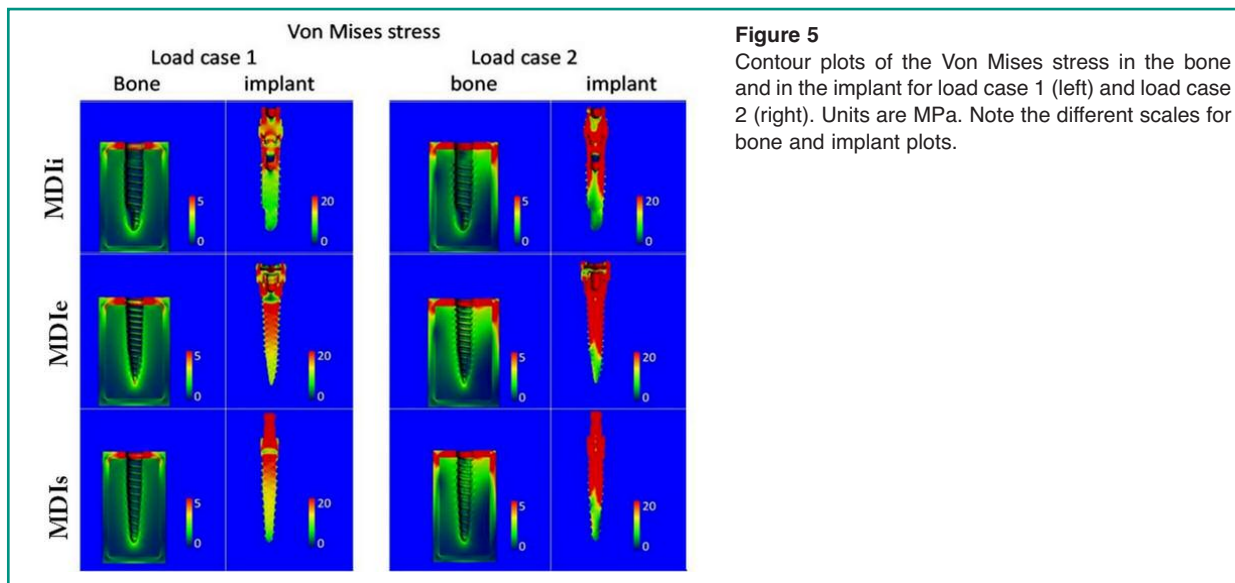 Von Mises stress
Load case 1
Load case 2
Bone
implant
bone
implant
MDIi
5
0
20
0
5
0
20
0
MDIe
5
0
20
0
5
0
20
0
MDIs
5
0
20
0
5
0
20
0
Figure 5
Contour plots of the Von Mises stress in the bone
and in the implant for load case 1 (left) and load case
2 (right). Units are MPa. Note the different scales for
bone and implant plots.